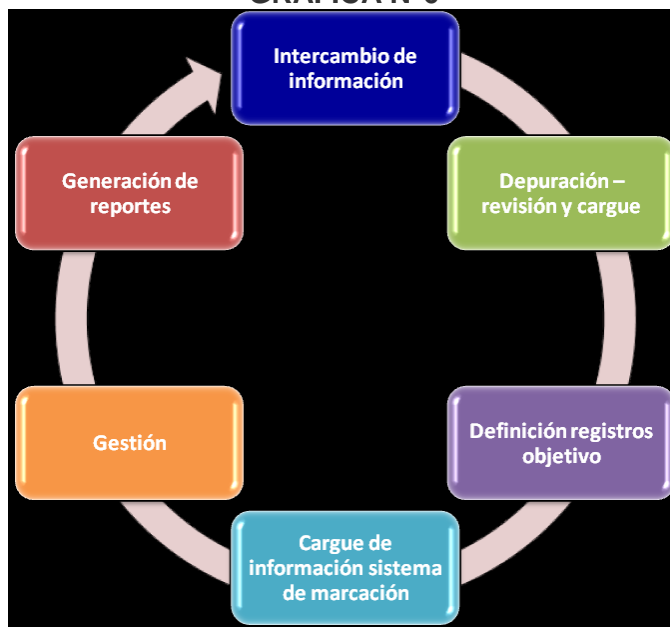 GRÁFICA N°
Intercambio de
información
Depuración –
revisión y cargue
Definición registros
objetivo
Cargue de
información sistema
de marcación
Gestión
Generación de
reportes